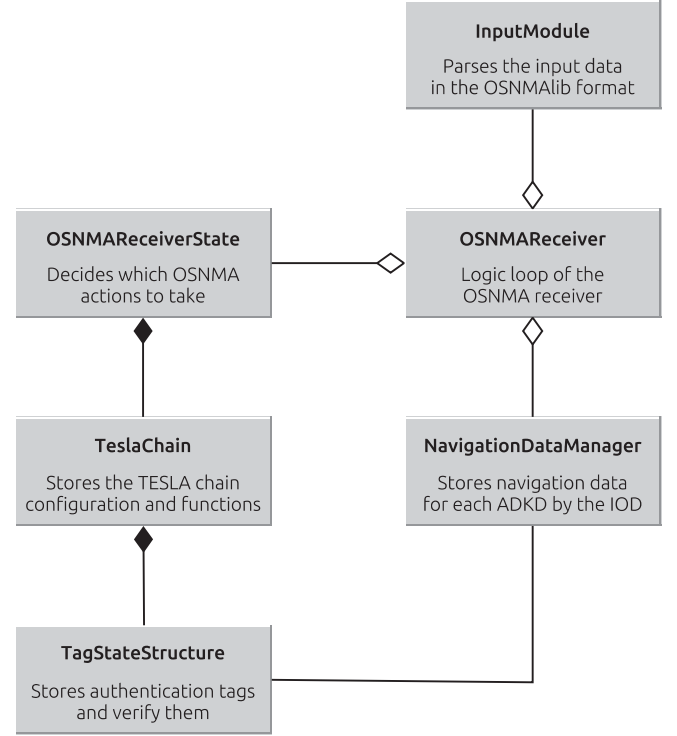 InputModule
Parses the input data
in the OSNMAlib format
OSNMAReceiverState
Decides which OSNMA
actions to take
OSNMAReceiver
Logic loop of the
OSNMA receiver
TeslaChain
Stores the TESLA chain
configuration and functions
NavigationDataManager
Stores navigation data
for each ADKD by the IOD
TagStateStructure
Stores authentication tags
and verify them